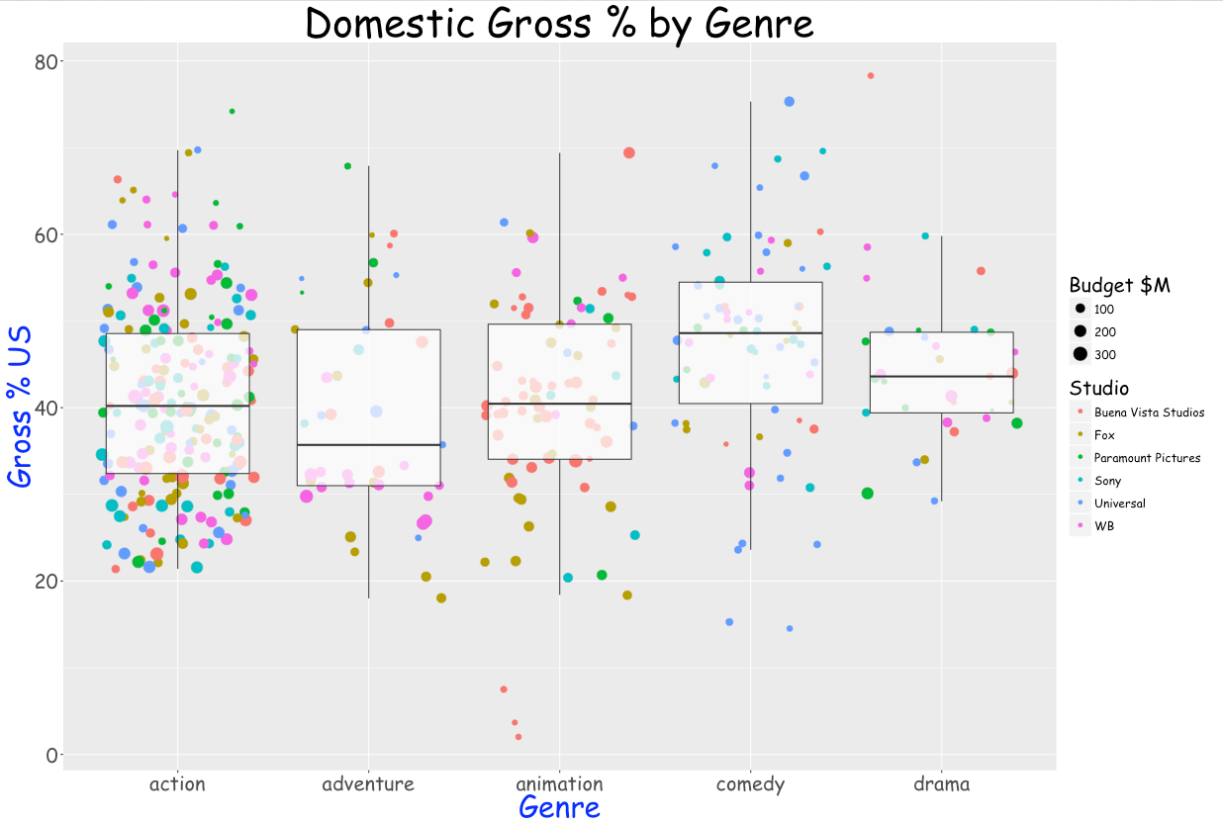 Domestic Gross % by Genre
Gross % US
80
60
40
20
0
action adventure animation comedy drama
Genre
Budget $M
100
200
300
Studio
Buena Vista Studios
Fox
Paramount Pictures
Sony
Universal
WB